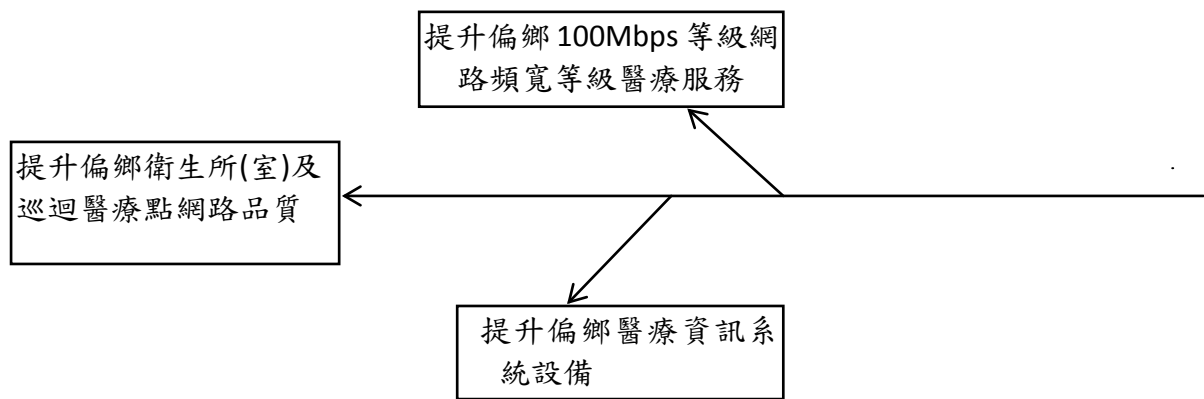 提升偏鄉100Mbps 等級網
路頻寬等級醫療服務
提升偏鄉衛生所(室)及
巡迴醫療點網路品質
提升偏鄉醫療資訊系
統設備